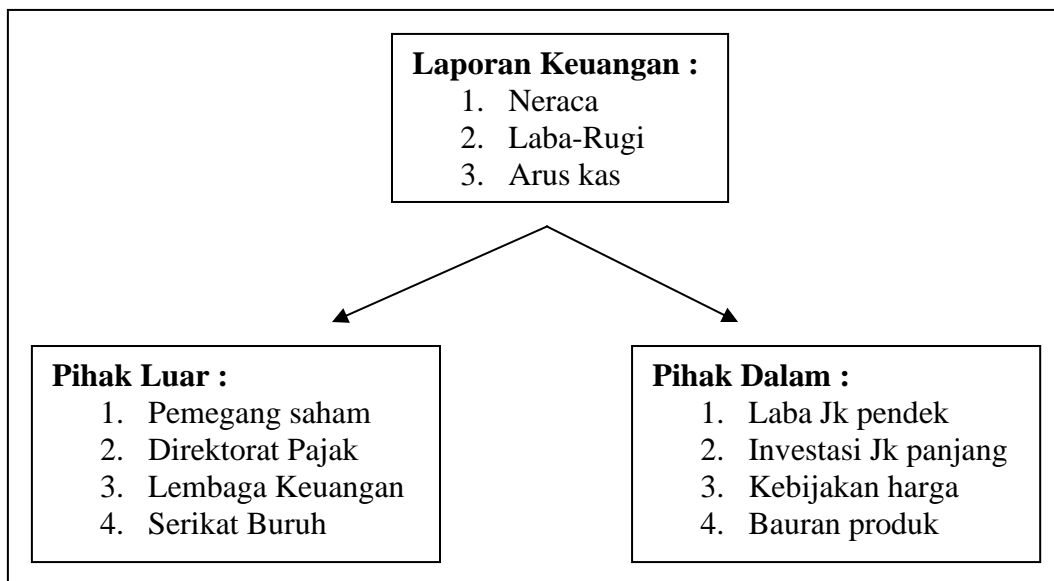 Laporan Keuangan :
1. Neraca
2. Laba-Rugi
3. Arus kas
Pihak Luar :
1. Pemegang saham
2. Direktorat Pajak
3. Lembaga Keuangan
4. Serikat Buruh
Pihak Dalam :
1. Laba Jk pendek
2. Investasi Jk panjang
3. Kebijakan harga
4. Bauran produk